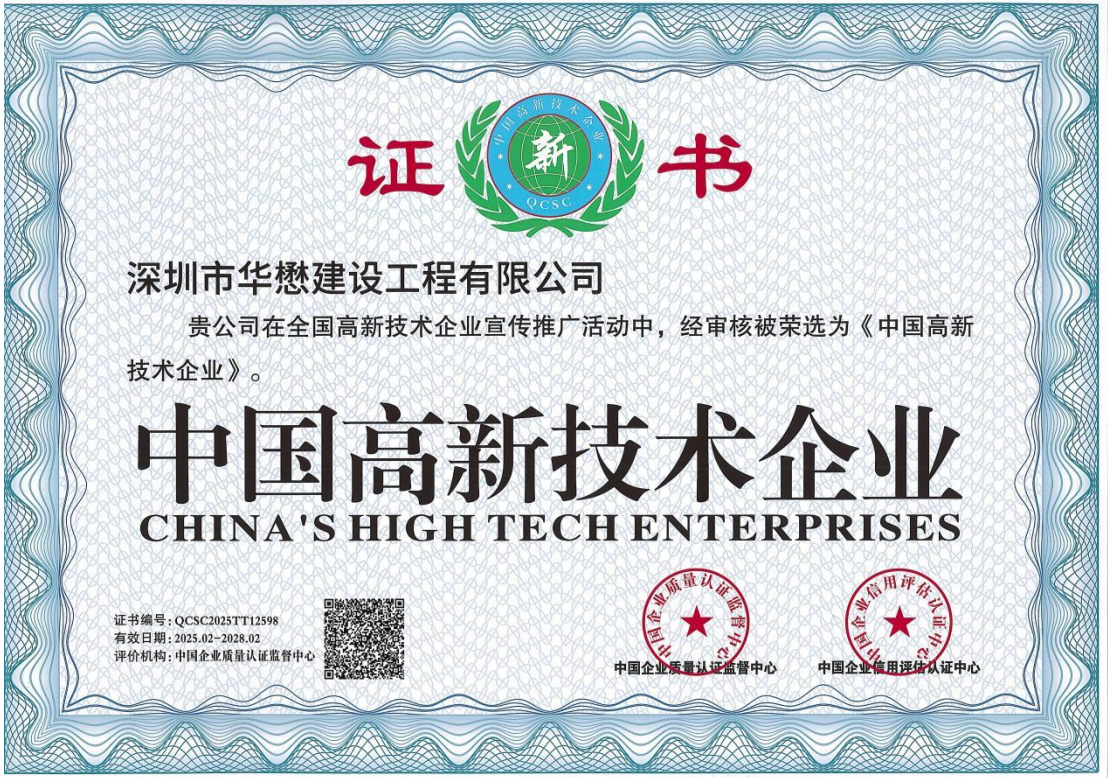 证 书
中国高新技术企业
新
QCSC
深圳市华懋建设工程有限公司
贵公司在全国高新技术企业宣传推广活动中，经审核被荣选为《中国高新
技术企业》。
中国高新技术企业
CHINA'S HIGH TECH ENTERPRISES
证书编号：QCSC2025TT12598
有效日期：2025.02-2028.02
评价机构：中国企业质量认证监督中心
中国企业质量认证监督中心
中国企业质量认证监督中心
中国企业信用评估认证中心
中国企业信用评估认证中心